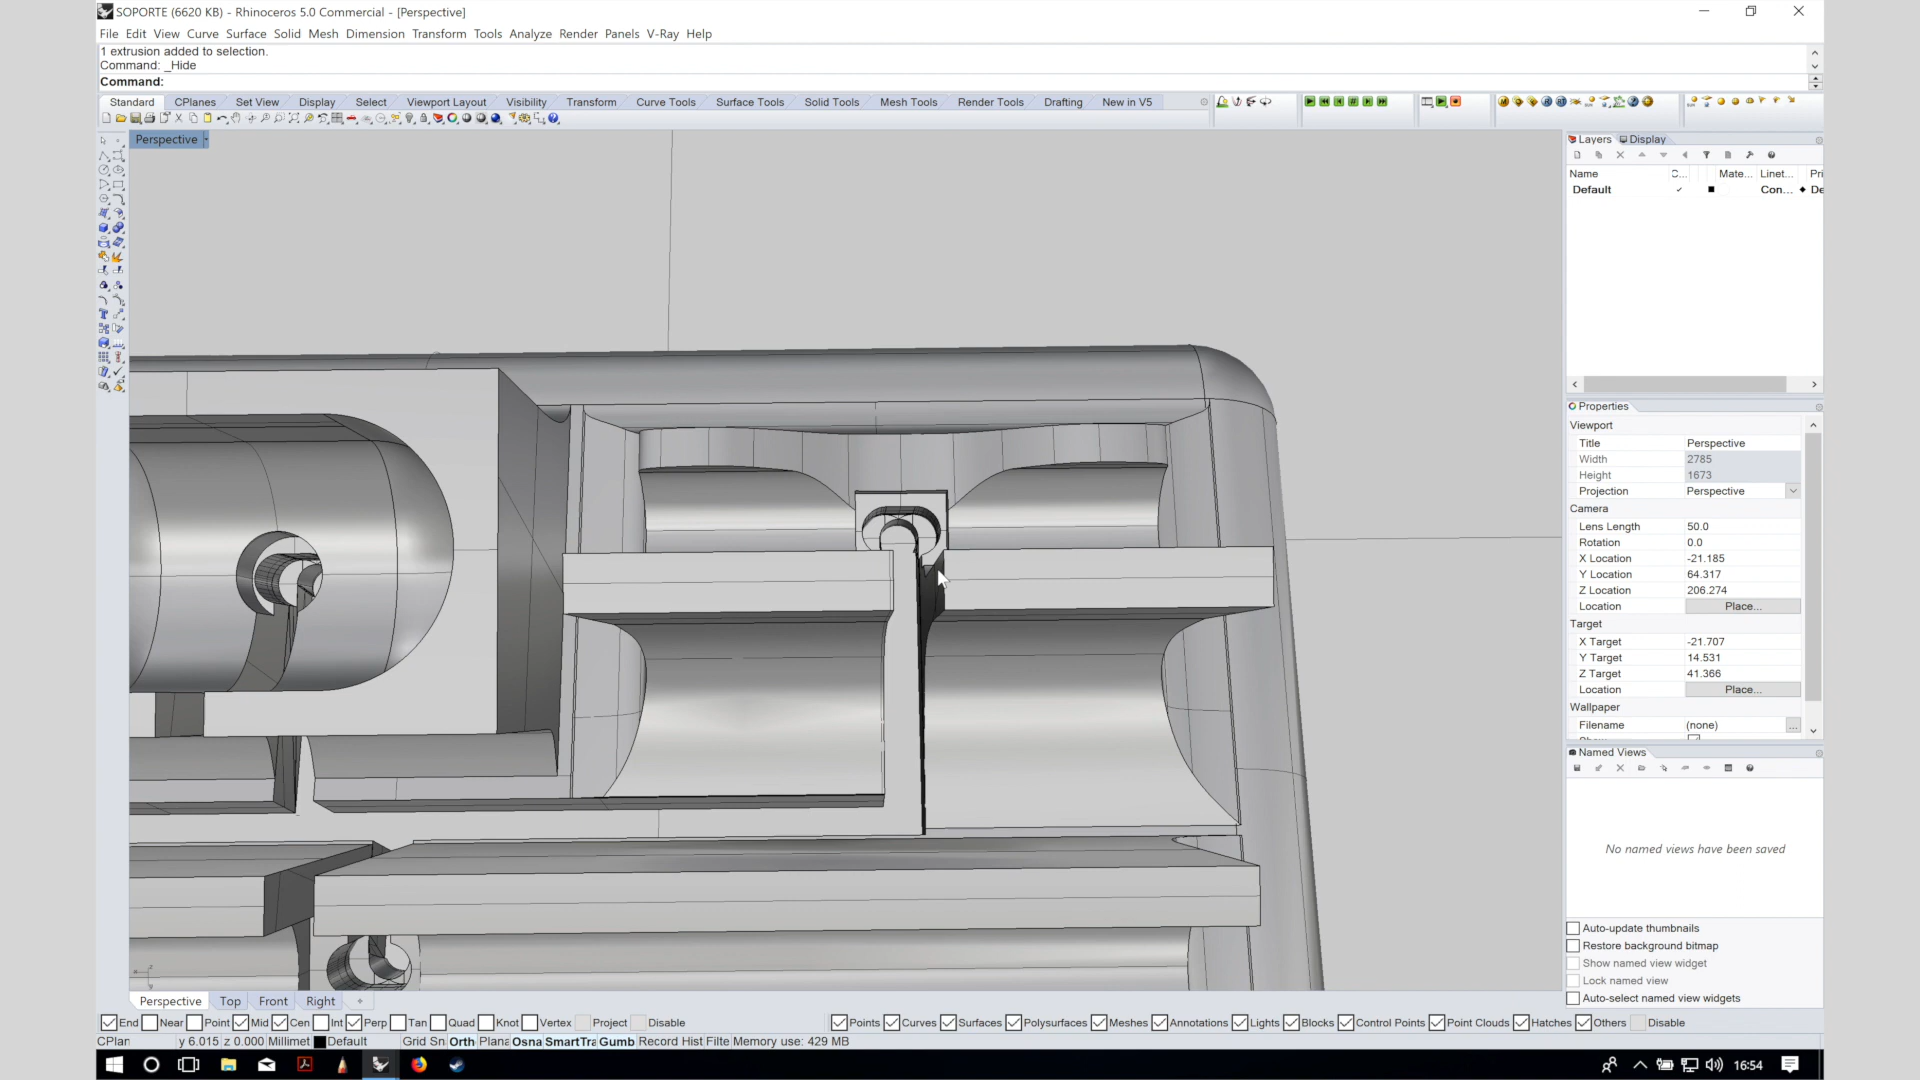 SOPORTE (6620 KB) - Rhinoceros 5.0 Commercial - [Perspective]
File Edit View Curve Surface Solid Mesh Dimension Transform Tools Analyze Render Panels V-Ray Help
1 extrusion added to selection.
Command: _Hide
Command:
Standard CPlanes Set View Display Select Viewport Layout Visibility Transform Curve Tools Surface Tools Solid Tools Mesh Tools Render Tools Drafting New in V5
Perspective
Layers Display
Name C... Mate... Linet... Pri
Default Con... De
Properties
Viewport
Title Perspective
Width 2785
Height 1673
Projection Perspective
Camera
Lens Length 50.0
Rotation 0.0
X Location -21.185
Y Location 64.317
Z Location 206.274
Location Place...
Target
X Target -21.707
Y Target 14.531
Z Target 41.366
Location Place...
Wallpaper
Filename (none) ...
Named Views
No named views have been saved
Auto-update thumbnails
Restore background bitmap
Show named view widget
Lock named view
Auto-select named view widgets
Perspective Top Front Right
End Near Point Mid Cen Int Perp Tan Quad Knot Vertex Project Disable Points Curves Surfaces Polysurfaces Meshes Annotations Lights Blocks Control Points Point Clouds Hatches Others Disable
CPlan y 6.015 z 0.000 Millimet Default Grid Sn Orth Plana Osna SmartTra Gumb Record Hist Filte Memory use: 429 MB
16:54